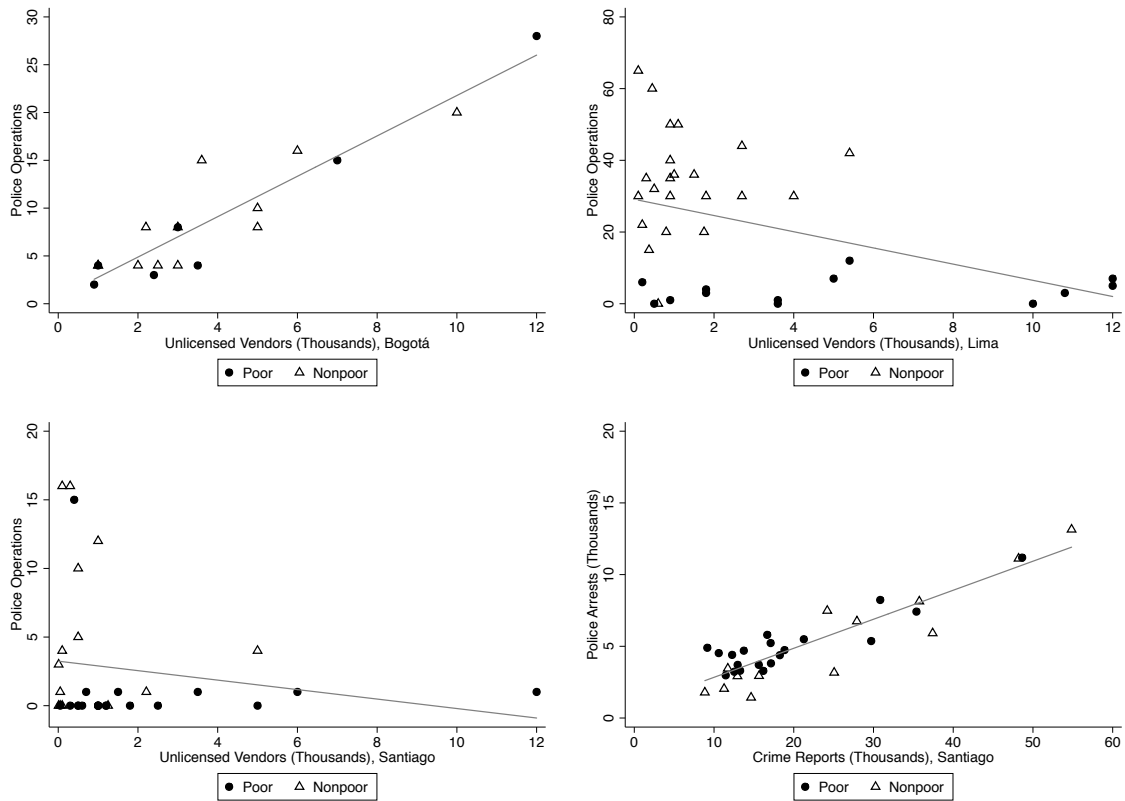 30
25
20
15
10
5
0
Police Operations
0 2 4 6 8 10 12
Unlicensed Vendors (Thousands), Bogotá
Poor Nonpoor
80
60
40
20
0
Police Operations
0 2 4 6 8 10 12
Unlicensed Vendors (Thousands), Lima
Poor Nonpoor
20
15
10
5
0
Police Operations
0 2 4 6 8 10 12
Unlicensed Vendors (Thousands), Santiago
Poor Nonpoor
20
15
10
5
0
Police Arrests (Thousands)
0 10 20 30 40 50 60
Crime Reports (Thousands), Santiago
Poor Nonpoor